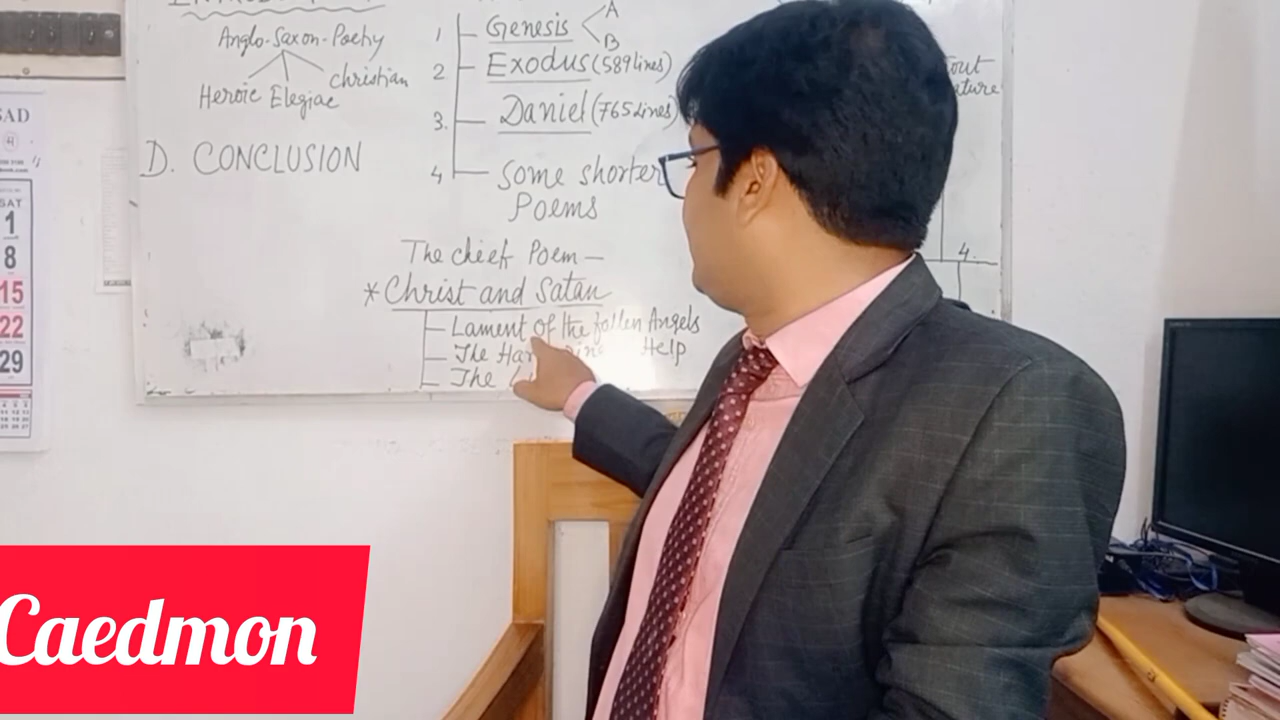 Anglo-Saxon-Poetry
Heroic Elegiac Christian
D. CONCLUSION
1 Genesis A
B
2 Exodus (589 lines)
3. Daniel (765 Lines)
4 Some shorter
Poems
The chief Poem —
* Christ and Satan
Lament of the fallen Angels
The Help
The
4.
SAD
SAT
1
8
15
22
29
Caedmon